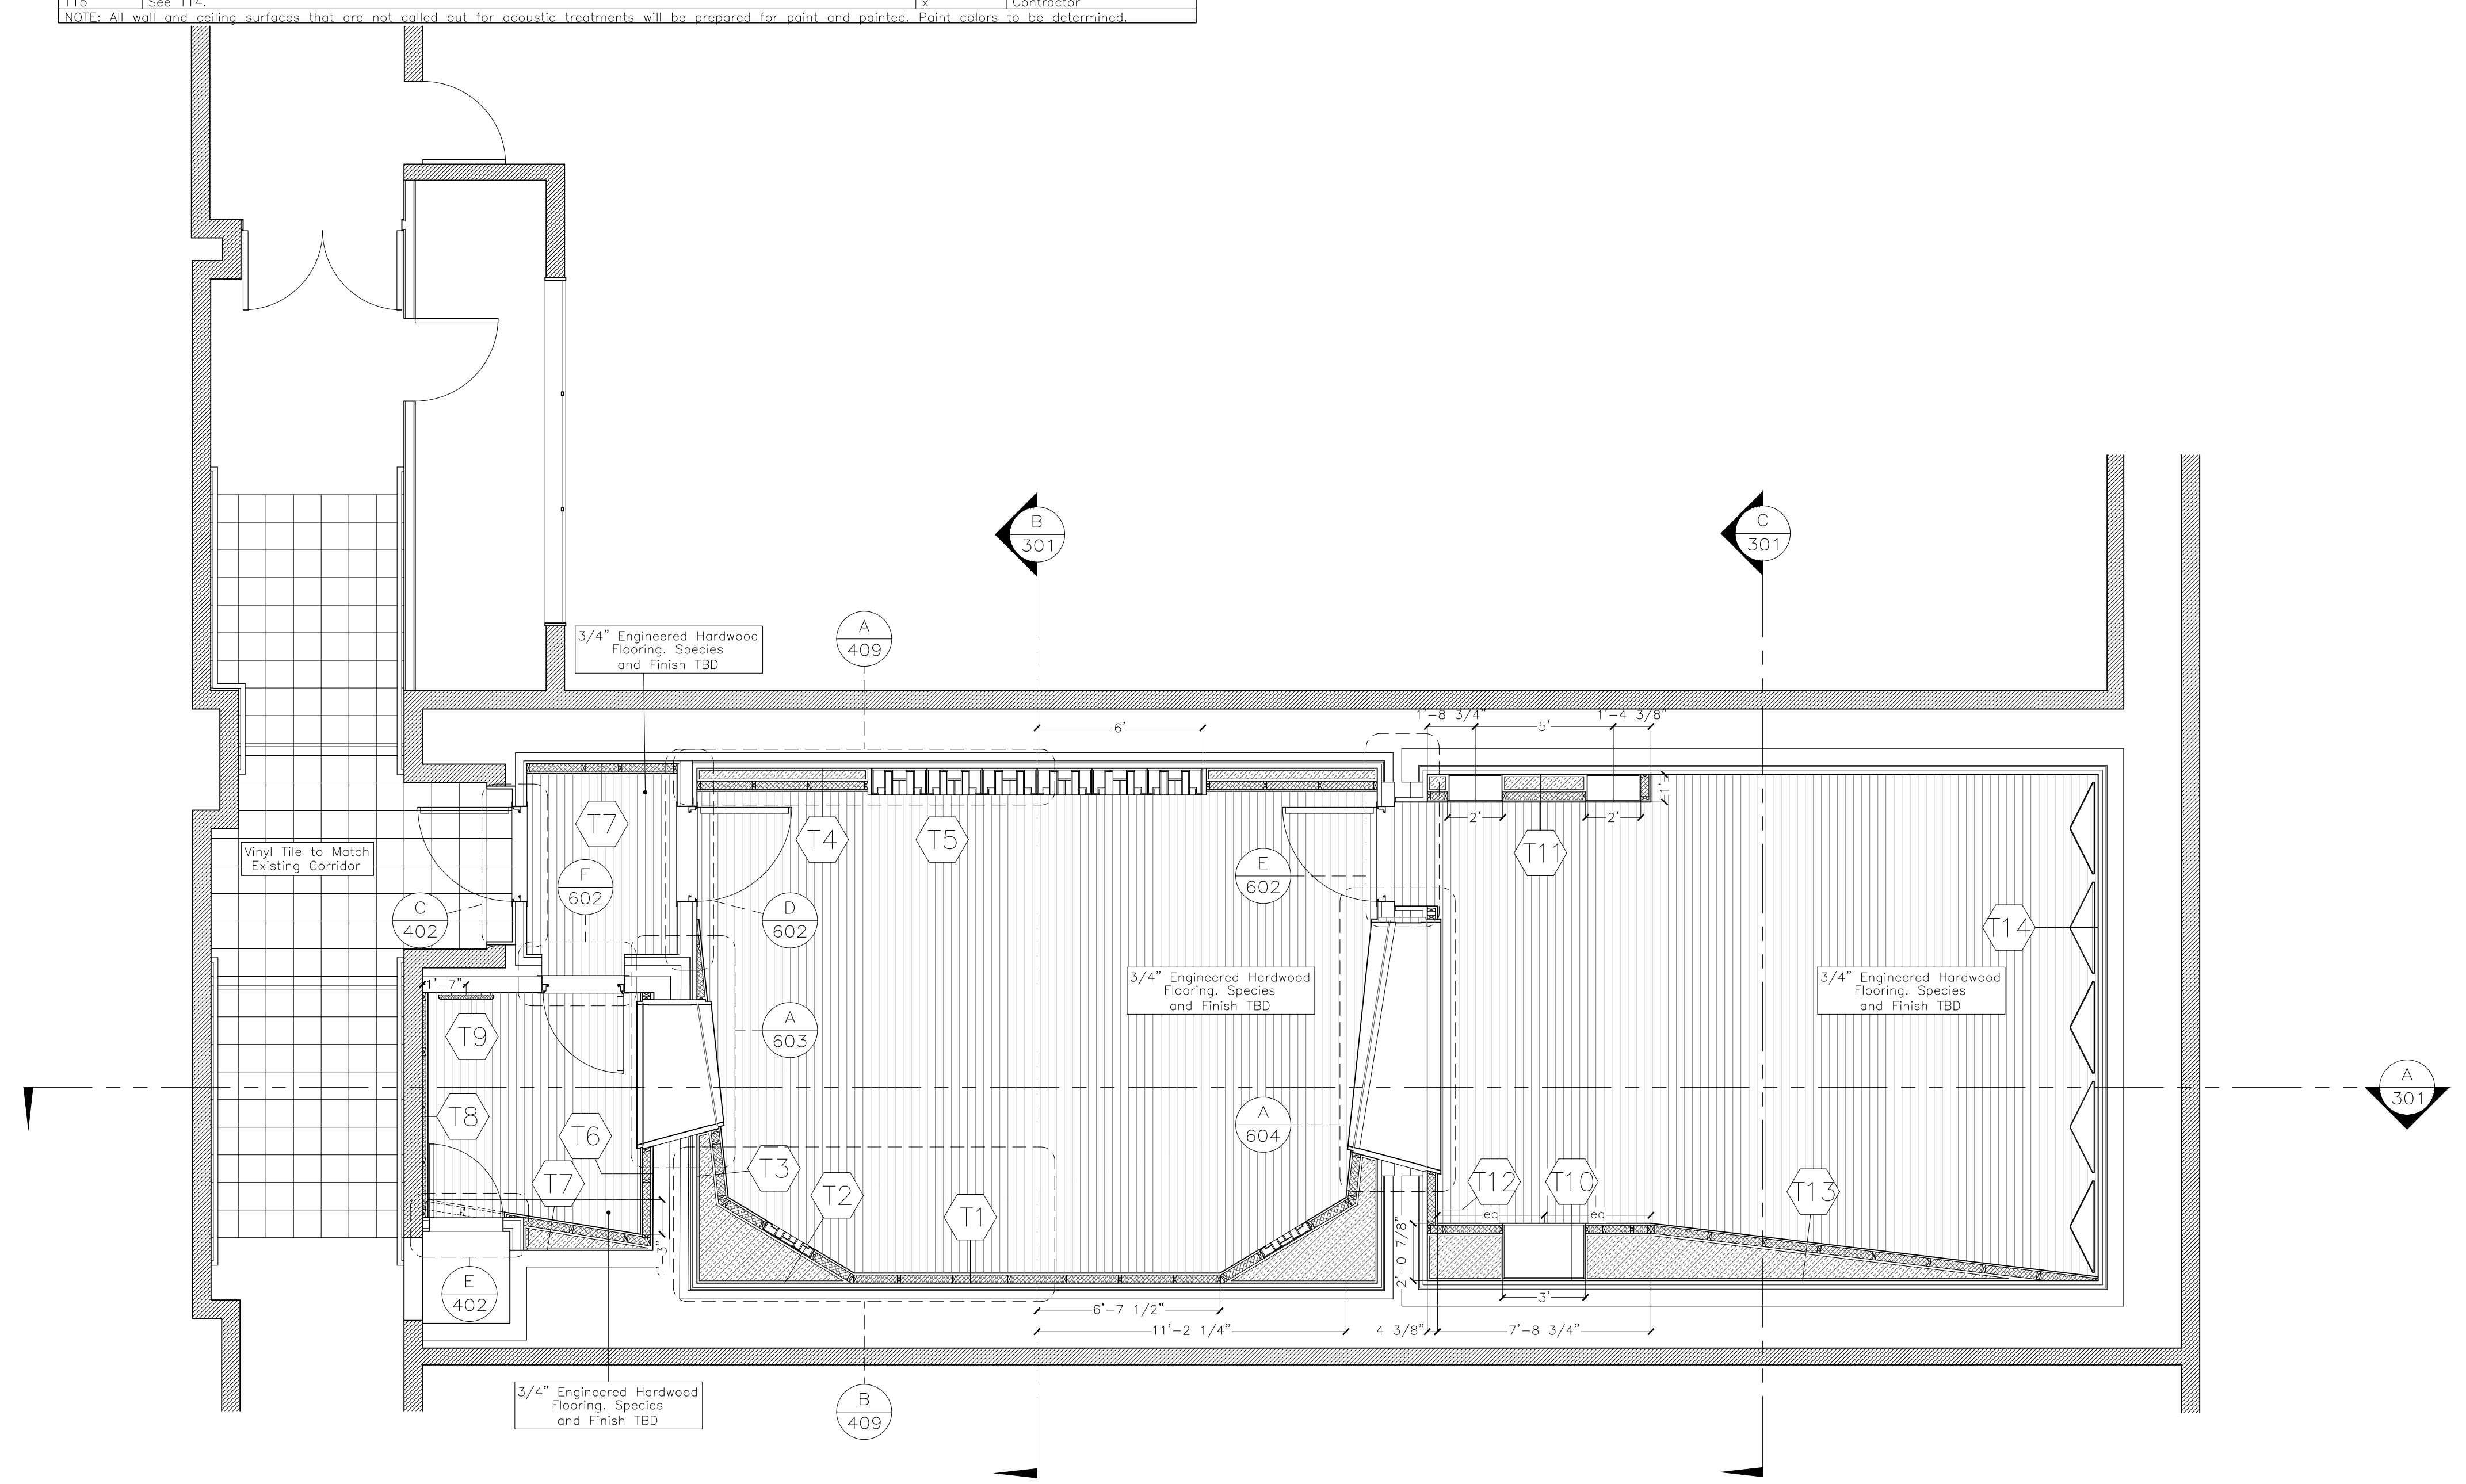 T15 See T14. x Contractor
NOTE: All wall and ceiling surfaces that are not called out for acoustic treatments will be prepared for paint and painted. Paint colors to be determined.
B
301
C
301
A
409
3/4" Engineered Hardwood
Flooring. Species
and Finish TBD
6'
1'-8 3/4"
5'
1'-4 3/8"
1'
2'
2'
T7
T4
T5
T11
Vinyl Tile to Match
Existing Corridor
F
602
E
602
C
402
D
602
T14
1'-7"
3/4" Engineered Hardwood
Flooring. Species
and Finish TBD
3/4" Engineered Hardwood
Flooring. Species
and Finish TBD
T9
A
603
T8
T6
A
604
A
301
T7
T3
T2
T1
T12
T10
T13
eq
eq
1'-3"
2'-0 7/8"
E
402
3'
6'-7 1/2"
11'-2 1/4"
4 3/8"
7'-8 3/4"
3/4" Engineered Hardwood
Flooring. Species
and Finish TBD
B
409